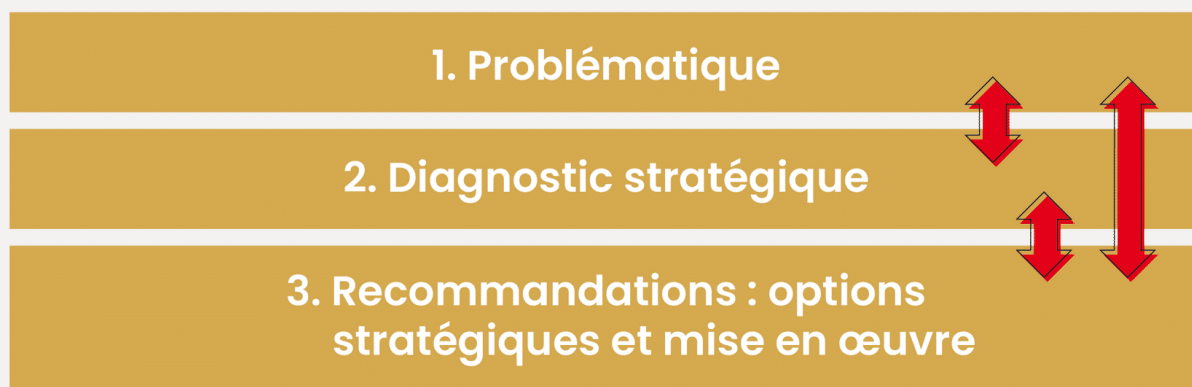 1. Problématique
2. Diagnostic stratégique
3. Recommandations : options
stratégiques et mise en œuvre